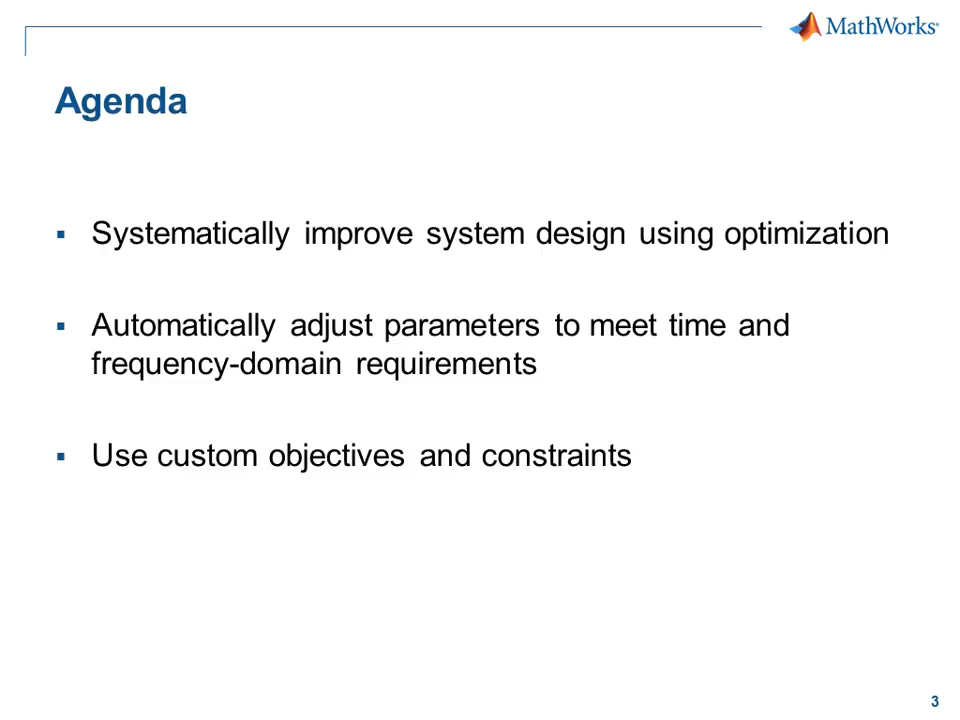 MathWorks®
Agenda
▪ Systematically improve system design using optimization
▪ Automatically adjust parameters to meet time and
frequency-domain requirements
▪ Use custom objectives and constraints
3